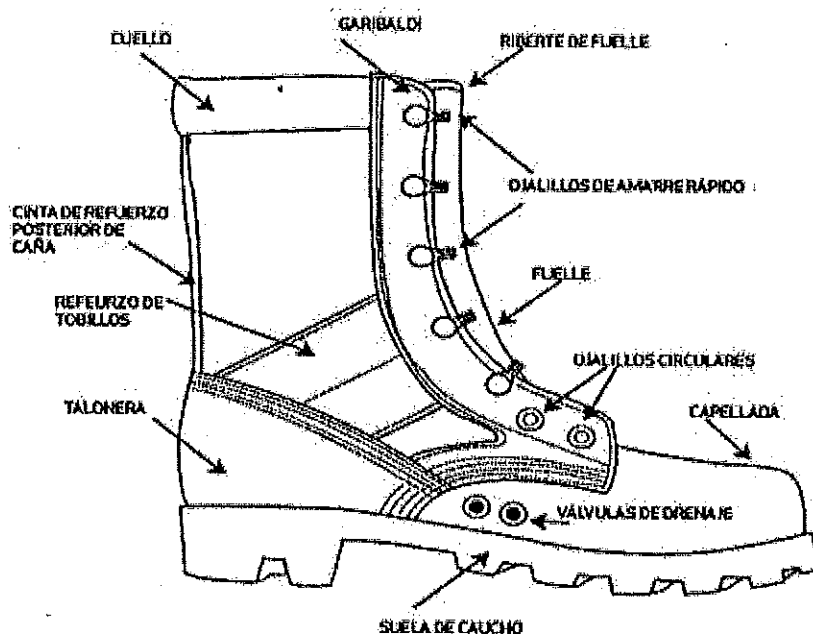 GARIBALDI
CUELLO
RIBERTE DE FUELLE
OJALILLOS DE AMARRE RÁPIDO
CINTA DE REFUERZO
POSTERIOR DE
CAÑA
FUELLE
REFEURZO DE
TOBILLOS
OJALILLOS CIRCULARES
TALONERA
CAPELLADA
VÁLVULAS DE DRENAJE
SUELA DE CAUCHO